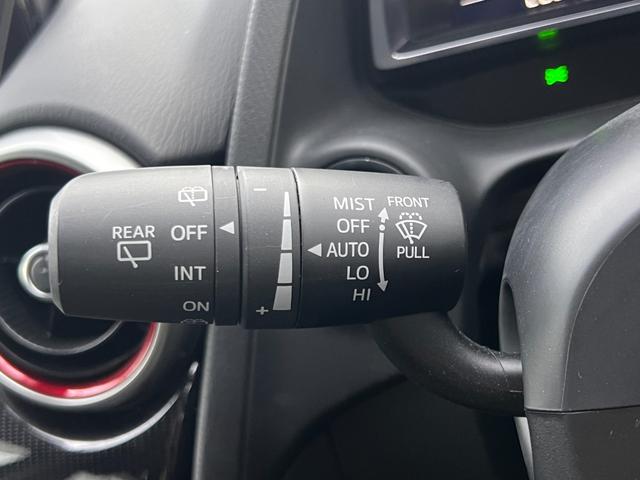 REAR
OFF
INT
ON
−
+
MIST
OFF
AUTO
LO
HI
FRONT
PULL